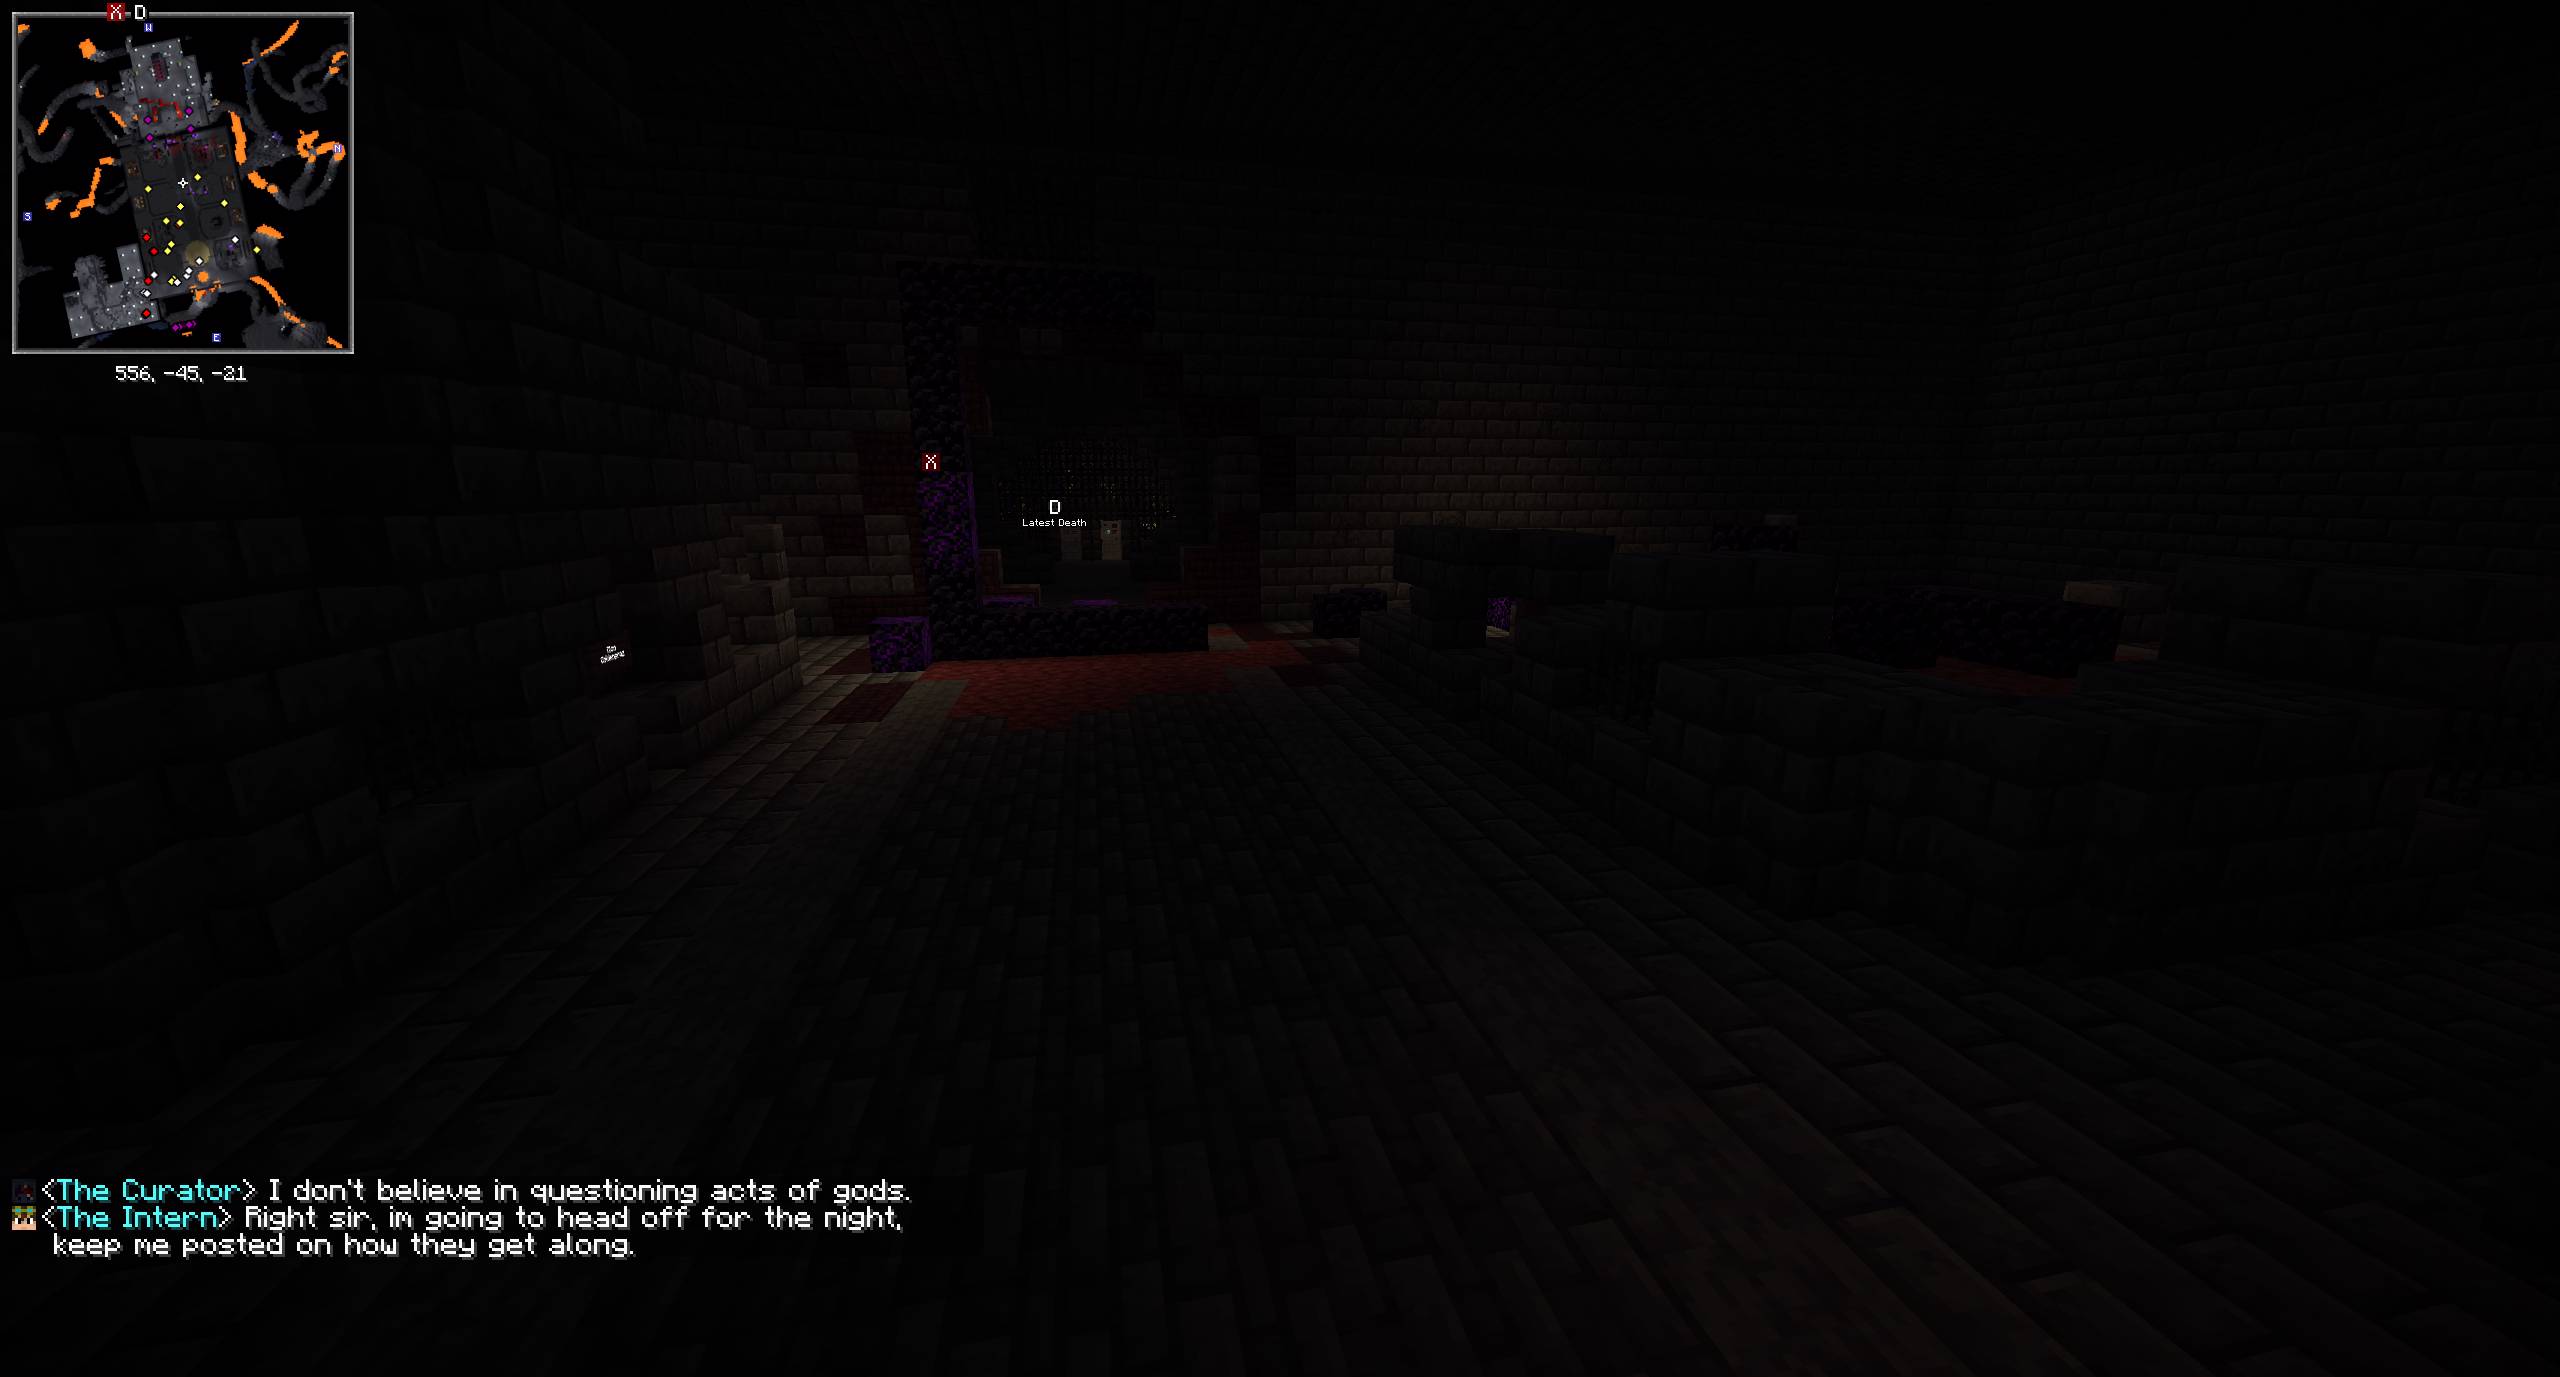 X D
W
N
S
E
556, -45, -21
X
D
Latest Death
<The Curator> I don't believe in questioning acts of gods.
<The Intern> Right sir, im going to head off for the night,
keep me posted on how they get along.